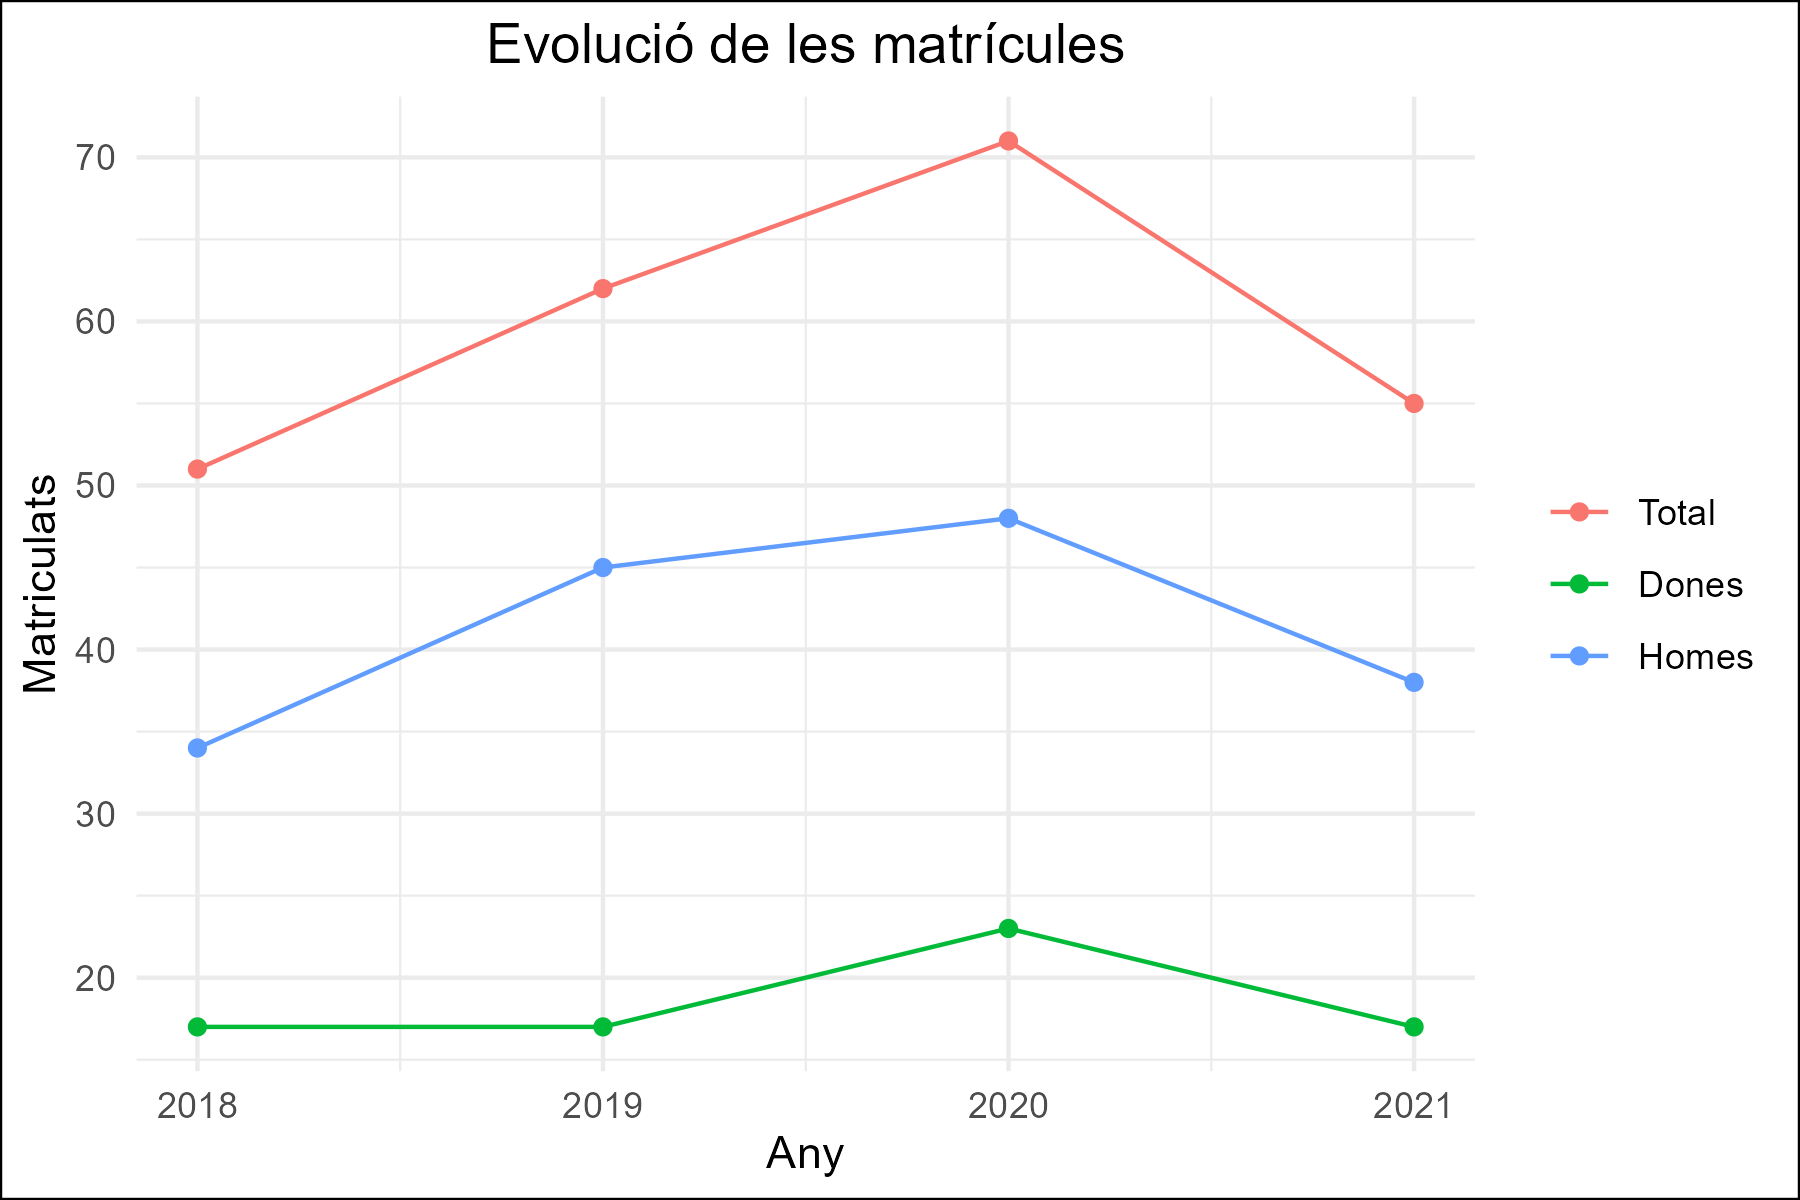 Evolució de les matrícules
Matriculats
70
60
50
40
30
20
2018 2019 2020 2021
Any
Total
Dones
Homes